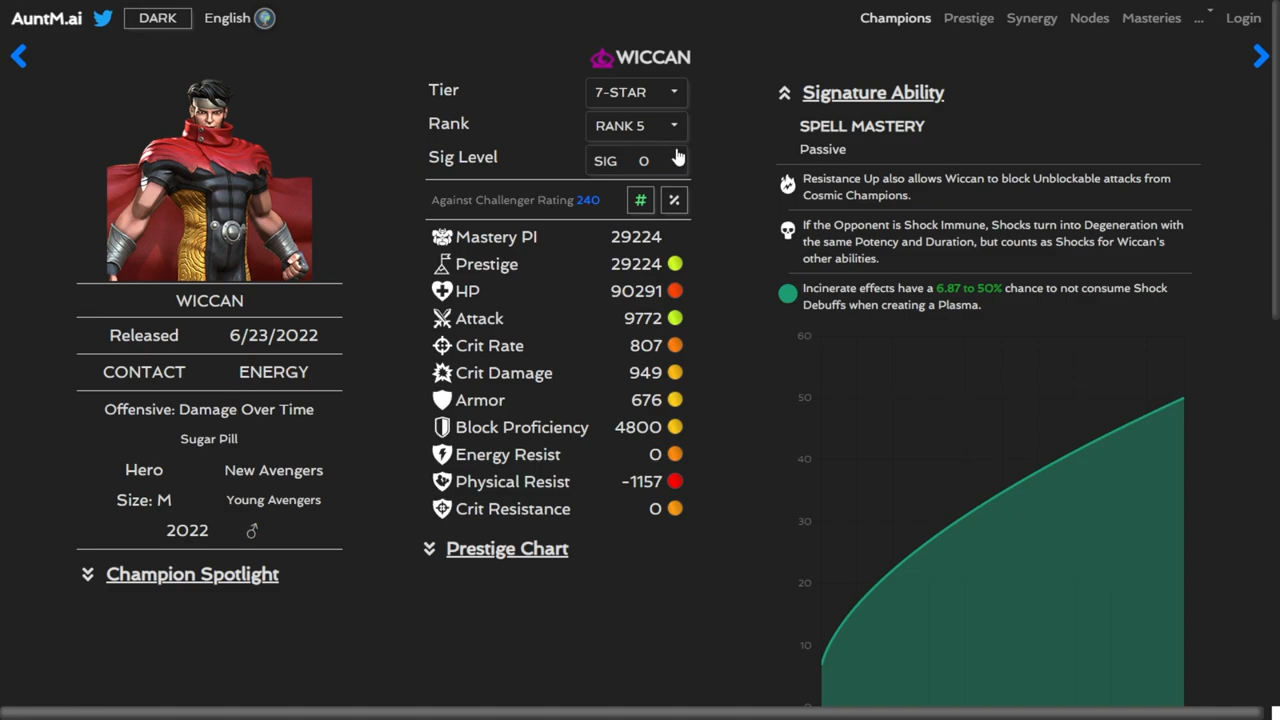 AuntM.ai DARK English Champions Prestige Synergy Nodes Masteries ... Login
WICCAN
Tier 7-STAR
Rank RANK 5
Sig Level SIG 0
Against Challenger Rating 240 # %
Mastery PI 29224
Prestige 29224
HP 90291
Attack 9772
Crit Rate 807
Crit Damage 949
Armor 676
Block Proficiency 4800
Energy Resist 0
Physical Resist -1157
Crit Resistance 0
Prestige Chart
WICCAN
Released 6/23/2022
CONTACT ENERGY
Offensive: Damage Over Time
Sugar Pill
Hero New Avengers
Size: M Young Avengers
2022 ♂
Champion Spotlight
Signature Ability
SPELL MASTERY
Passive
Resistance Up also allows Wiccan to block Unblockable attacks from
Cosmic Champions.
If the Opponent is Shock Immune, Shocks turn into Degeneration with
the same Potency and Duration, but counts as Shocks for Wiccan's
other abilities.
Incinerate effects have a 6.87 to 50% chance to not consume Shock
Debuffs when creating a Plasma.
60
50
40
30
20
10